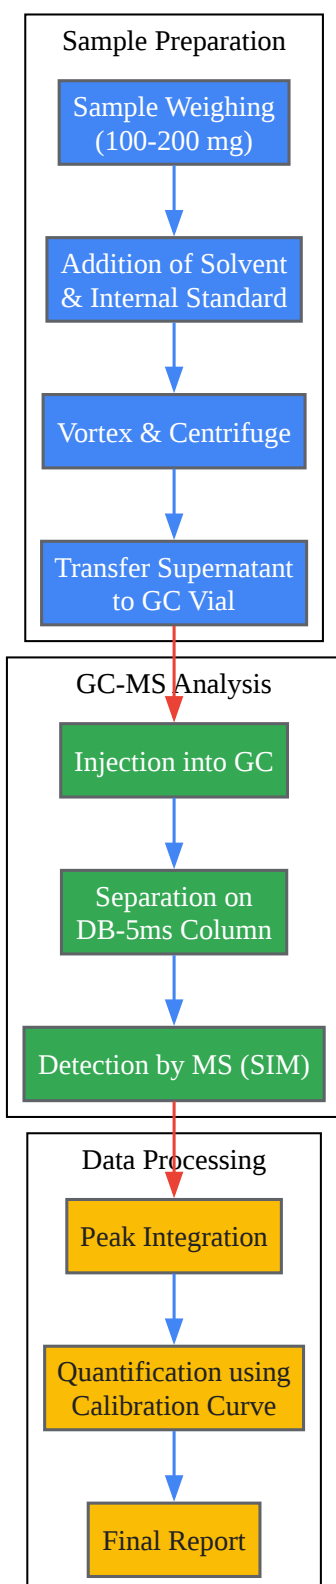 Sample Preparation
Sample Weighing
(100-200 mg)
Addition of Solvent
& Internal Standard
Vortex & Centrifuge
Transfer Supernatant
to GC Vial
GC-MS Analysis
Injection into GC
Separation on
DB-5ms Column
Detection by MS (SIM)
Data Processing
Peak Integration
Quantification using
Calibration Curve
Final Report